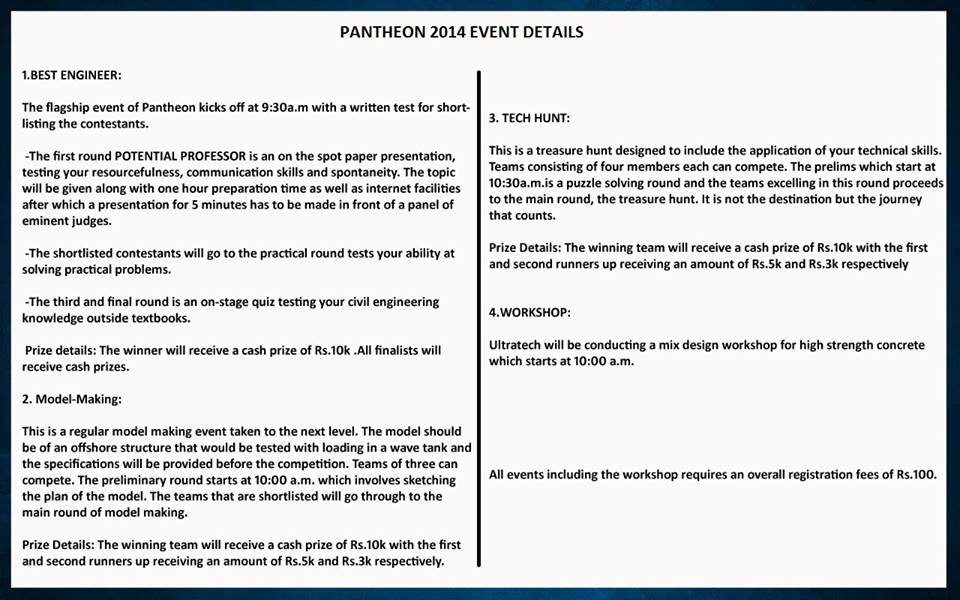 PANTHEON 2014 EVENT DETAILS
1.BEST ENGINEER:
The flagship event of Pantheon kicks off at 9:30a.m with a written test for short-
listing the contestants.
-The first round POTENTIAL PROFESSOR is an on the spot paper presentation,
testing your resourcefulness, communication skills and spontaneity. The topic
will be given along with one hour preparation time as well as internet facilities
after which a presentation for 5 minutes has to be made in front of a panel of
eminent judges.
-The shortlisted contestants will go to the practical round tests your ability at
solving practical problems.
-The third and final round is an on-stage quiz testing your civil engineering
knowledge outside textbooks.
Prize details: The winner will receive a cash prize of Rs.10k .All finalists will
receive cash prizes.
2. Model-Making:
This is a regular model making event taken to the next level. The model should
be of an offshore structure that would be tested with loading in a wave tank and
the specifications will be provided before the competition. Teams of three can
compete. The preliminary round starts at 10:00 a.m. which involves sketching
the plan of the model. The teams that are shortlisted will go through to the
main round of model making.
Prize Details: The winning team will receive a cash prize of Rs.10k with the first
and second runners up receiving an amount of Rs.5k and Rs.3k respectively.
3. TECH HUNT:
This is a treasure hunt designed to include the application of your technical skills.
Teams consisting of four members each can compete. The prelims which start at
10:30a.m.is a puzzle solving round and the teams excelling in this round proceeds
to the main round, the treasure hunt. It is not the destination but the journey
that counts.
Prize Details: The winning team will receive a cash prize of Rs.10k with the first
and second runners up receiving an amount of Rs.5k and Rs.3k respectively
4.WORKSHOP:
Ultratech will be conducting a mix design workshop for high strength concrete
which starts at 10:00 a.m.
All events including the workshop requires an overall registration fees of Rs.100.